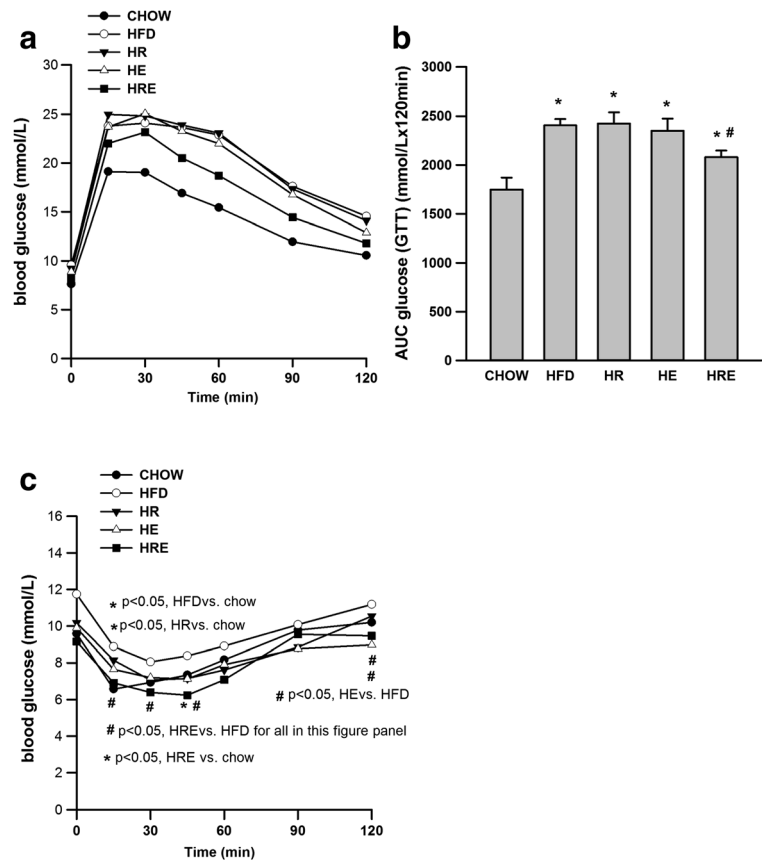 a
CHOW
HFD
HR
HE
HRE
30
25
20
15
10
5
0
blood glucose (mmol/L)
0 30 60 90 120
Time (min)
b
3000
2500
2000
1500
1000
500
0
AUC glucose (GTT) (mmol/Lx120min)
* * * * #
CHOW HFD HR HE HRE
c
CHOW
HFD
HR
HE
HRE
16
14
12
10
8
6
4
2
0
blood glucose (mmol/L)
* p<0.05, HFDvs. chow
* p<0.05, HRvs. chow
#
# # * # #
# p<0.05, HEvs. HFD
# p<0.05, HREvs. HFD for all in this figure panel
* p<0.05, HRE vs. chow
0 30 60 90 120
Time (min)